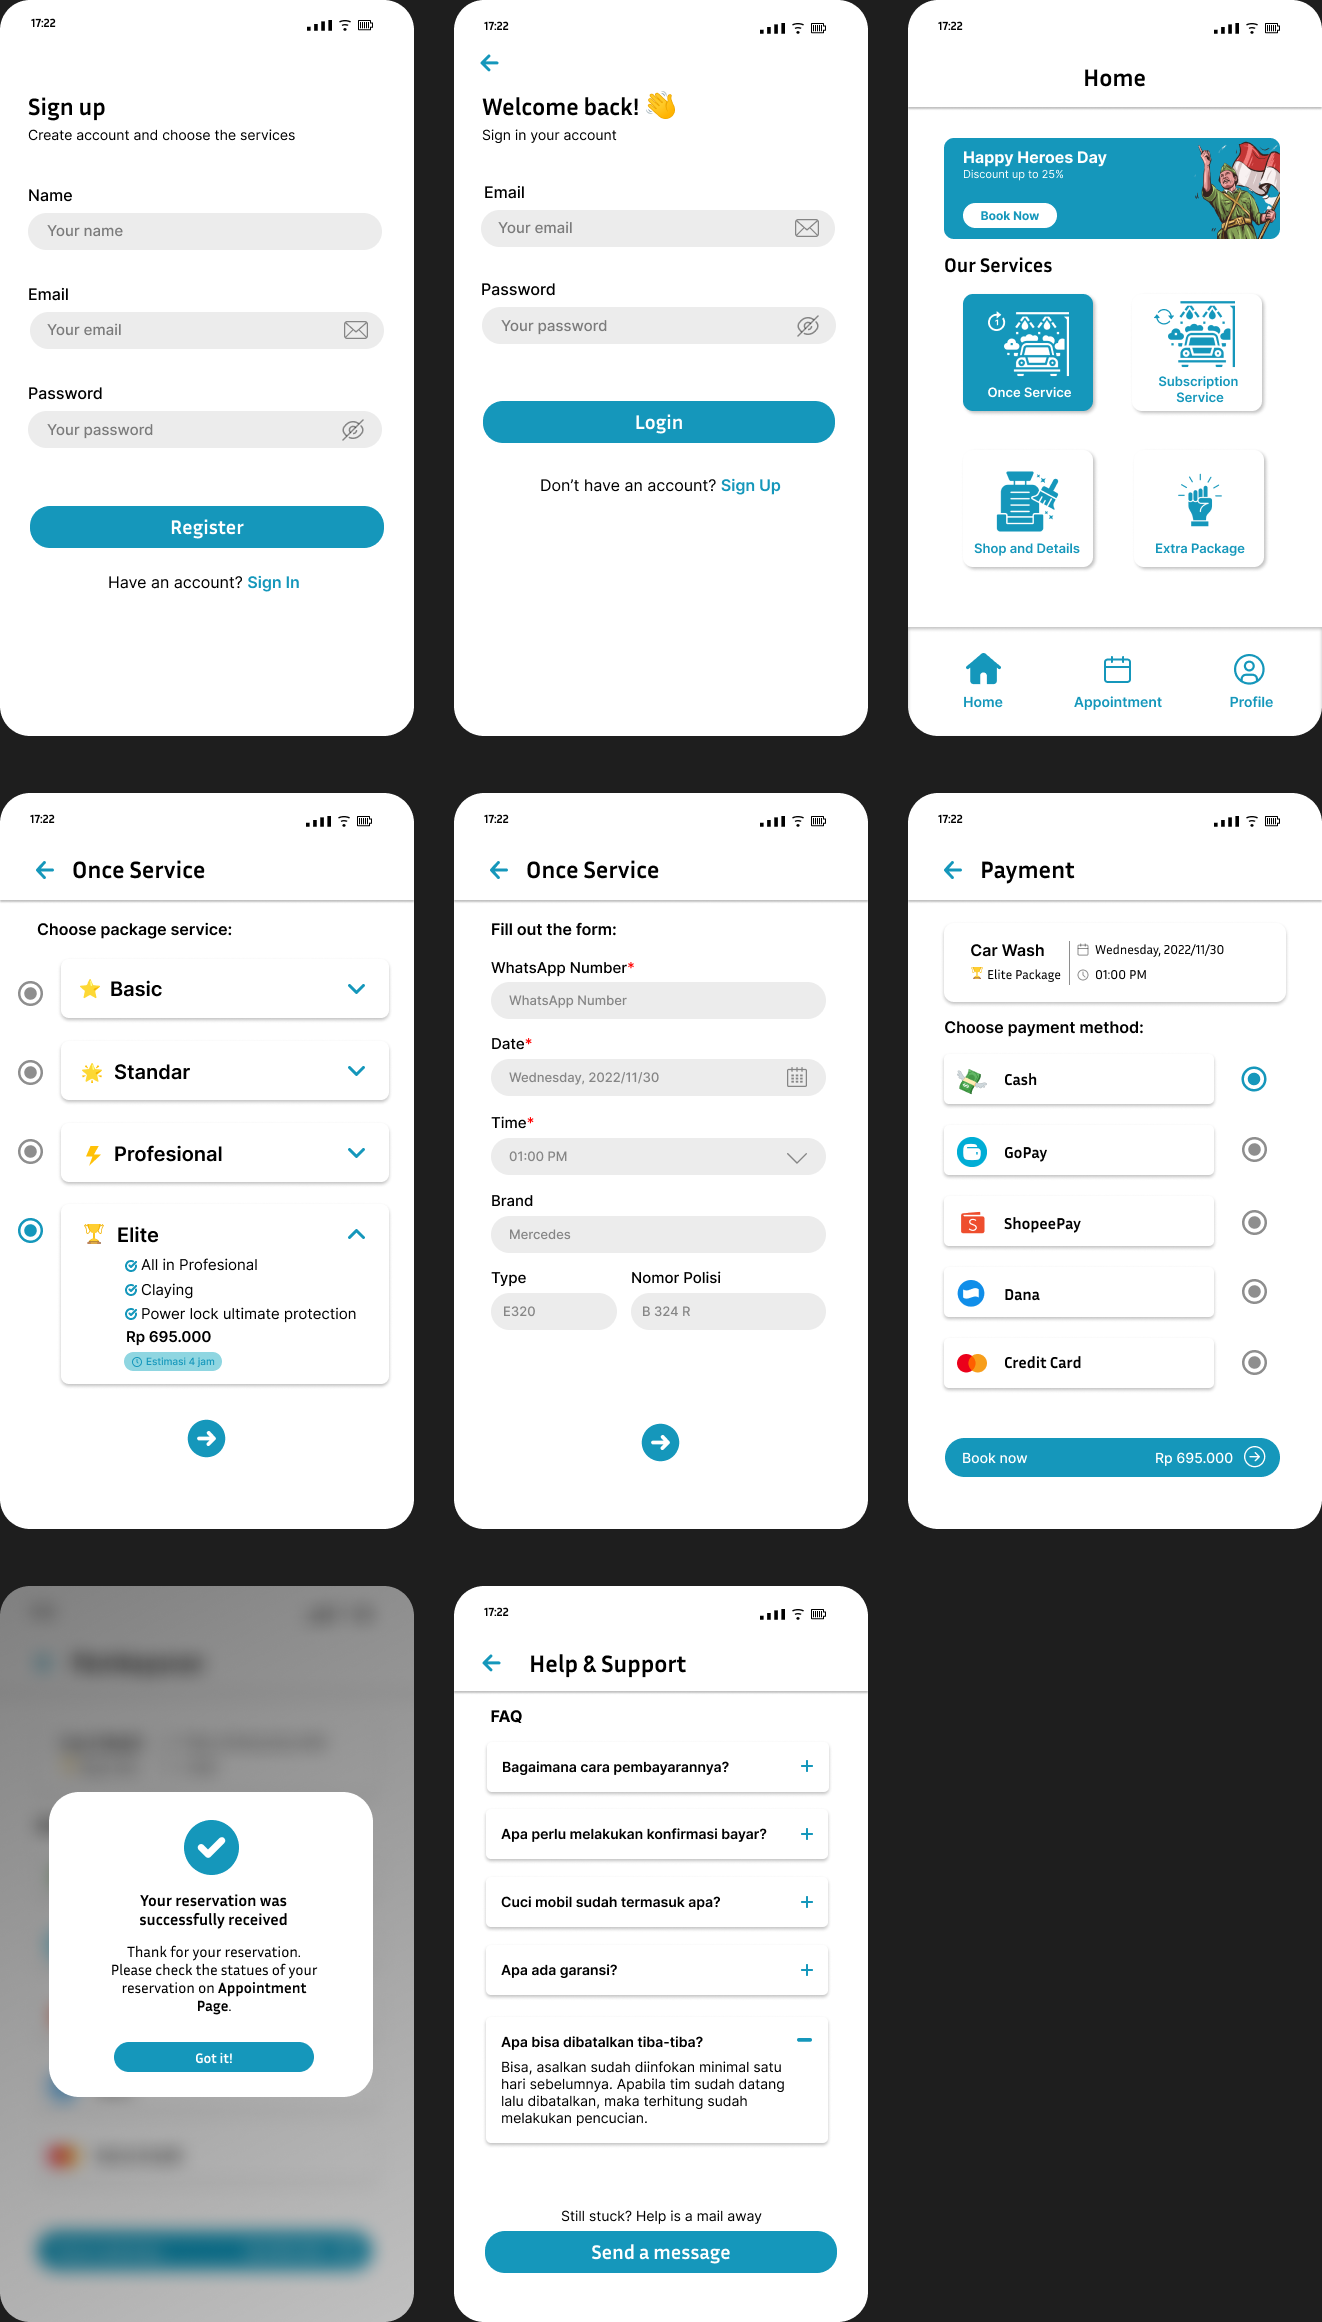 17:22
Sign up
Create account and choose the services
Name
Your name
Email
Your email
Password
Your password
Register
Have an account? Sign In
17:22
Welcome back! 👋
Sign in your account
Email
Your email
Password
Your password
Login
Don't have an account? Sign Up
17:22
Home
Happy Heroes Day
Discount up to 25%
Book Now
Our Services
1
Once Service
Subscription
Service
Shop and Details
Extra Package
Home
Appointment
Profile
17:22
Once Service
Choose package service:
Basic
Standar
Profesional
Elite
All in Profesional
Claying
Power lock ultimate protection
Rp 695.000
Estimasi 4 jam
17:22
Once Service
Fill out the form:
WhatsApp Number*
WhatsApp Number
Date*
Wednesday, 2022/11/30
Time*
01:00 PM
Brand
Mercedes
Type
Nomor Polisi
E320
B 324 R
17:22
Payment
Car Wash
Elite Package
Wednesday, 2022/11/30
01:00 PM
Choose payment method:
Cash
GoPay
S
ShopeePay
Dana
Credit Card
Book now
Rp 695.000
Your reservation was
successfully received
Thank for your reservation.
Please check the statues of your
reservation on Appointment
Page.
Got it!
17:22
Help & Support
FAQ
Bagaimana cara pembayarannya?
Apa perlu melakukan konfirmasi bayar?
Cuci mobil sudah termasuk apa?
Apa ada garansi?
Apa bisa dibatalkan tiba-tiba?
Bisa, asalkan sudah diinfokan minimal satu
hari sebelumnya. Apabila tim sudah datang
lalu dibatalkan, maka terhitung sudah
melakukan pencucian.
Still stuck? Help is a mail away
Send a message